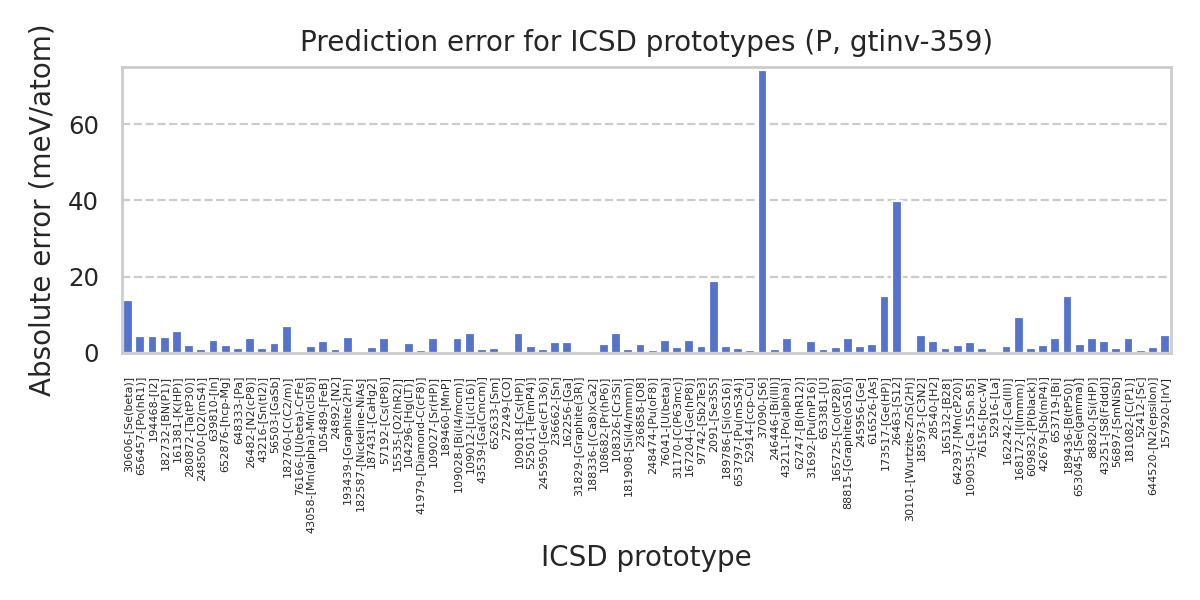 Prediction error for ICSD prototypes (P, gtinv-359)
Absolute error (meV/atom)
60
40
20
0
30606-[Se(beta)]
656457-[Po(hR1)]
194468-[I2]
182732-[BN(P1)]
16381-[K(HP)]
280872-[Ta(tP30)]
248500-[O2(mS4)]
639810-[In]
652876-[hcp-Mg]
64833-[Pa]
26482-[N2(cP8)]
43216-[Sn(tI2)]
56503-[GaSb]
182760-[C(C2/m)]
76166-[U(beta)-CrFe]
43058-[Mn(alpha)-Mn(cI58)]
105489-[FeB]
24892-[N2]
193439-[Graphite(2H)]
182587-[Nickeline-NiAs]
187431-[CaHg2]
57192-[Cs(tP8)]
15535-[O2(hR2)]
104296-[Hg(LT)]
41979-[Diamond-C(cF8)]
109027-[Sr(HP)]
189460-[MnP]
109028-[Bi(I4/mcm)]
109012-[Li(cI16)]
43539-[Ga(Cmcm)]
652633-[Sm]
27249-[CO]
109018-[Cs(HP)]
52501-[Te(mP4)]
245950-[Ge(cF136)]
236662-[Sn]
162256-[Ga]
31829-[Graphite(3R)]
188336-[(Ca8)xCa2]
108682-[Pr(hP6)]
108326-[Cr3Si]
181908-[Si(I4/mmm)]
236858-[O8]
248474-[Pu(oF8)]
76041-[U(beta)]
31170-[C(P63mc)]
167204-[Ge(hP8)]
97742-[Sb2Te3]
2091-[Se3S5]
189786-[Si(oS16)]
653797-[Pu(mS34)]
52914-[ccp-Cu]
37090-[S6]
246446-[Bi(III)]
43211-[Po(alpha)]
62747-[B(hR12)]
31692-[Pu(mP16)]
653381-[U]
165725-[Co(tP28)]
88815-[Graphite(oS16)]
245956-[Ge]
616526-[As]
173517-[Ge(HP)]
26463-[S12]
30101-[Wurtzite-ZnS(2H)]
185973-[C3N2]
28540-[H2]
165132-[B28]
642937-[Mn(cP20)]
109035-[Ca.15Sn.85]
76156-[bcc-W]
52916-[La]
162242-[Ca(III)]
168172-[I(Immm)]
609832-[P(black)]
42679-[Sb(mP4)]
653719-[Bi]
189436-[B(tP50)]
653045-[Se(gamma)]
88820-[Si(HP)]
43251-[S8(Fddd)]
56897-[SmNiSb]
181082-[C(P1)]
52412-[Sc]
644520-[N2(epsilon)]
157920-[IrV]
ICSD prototype